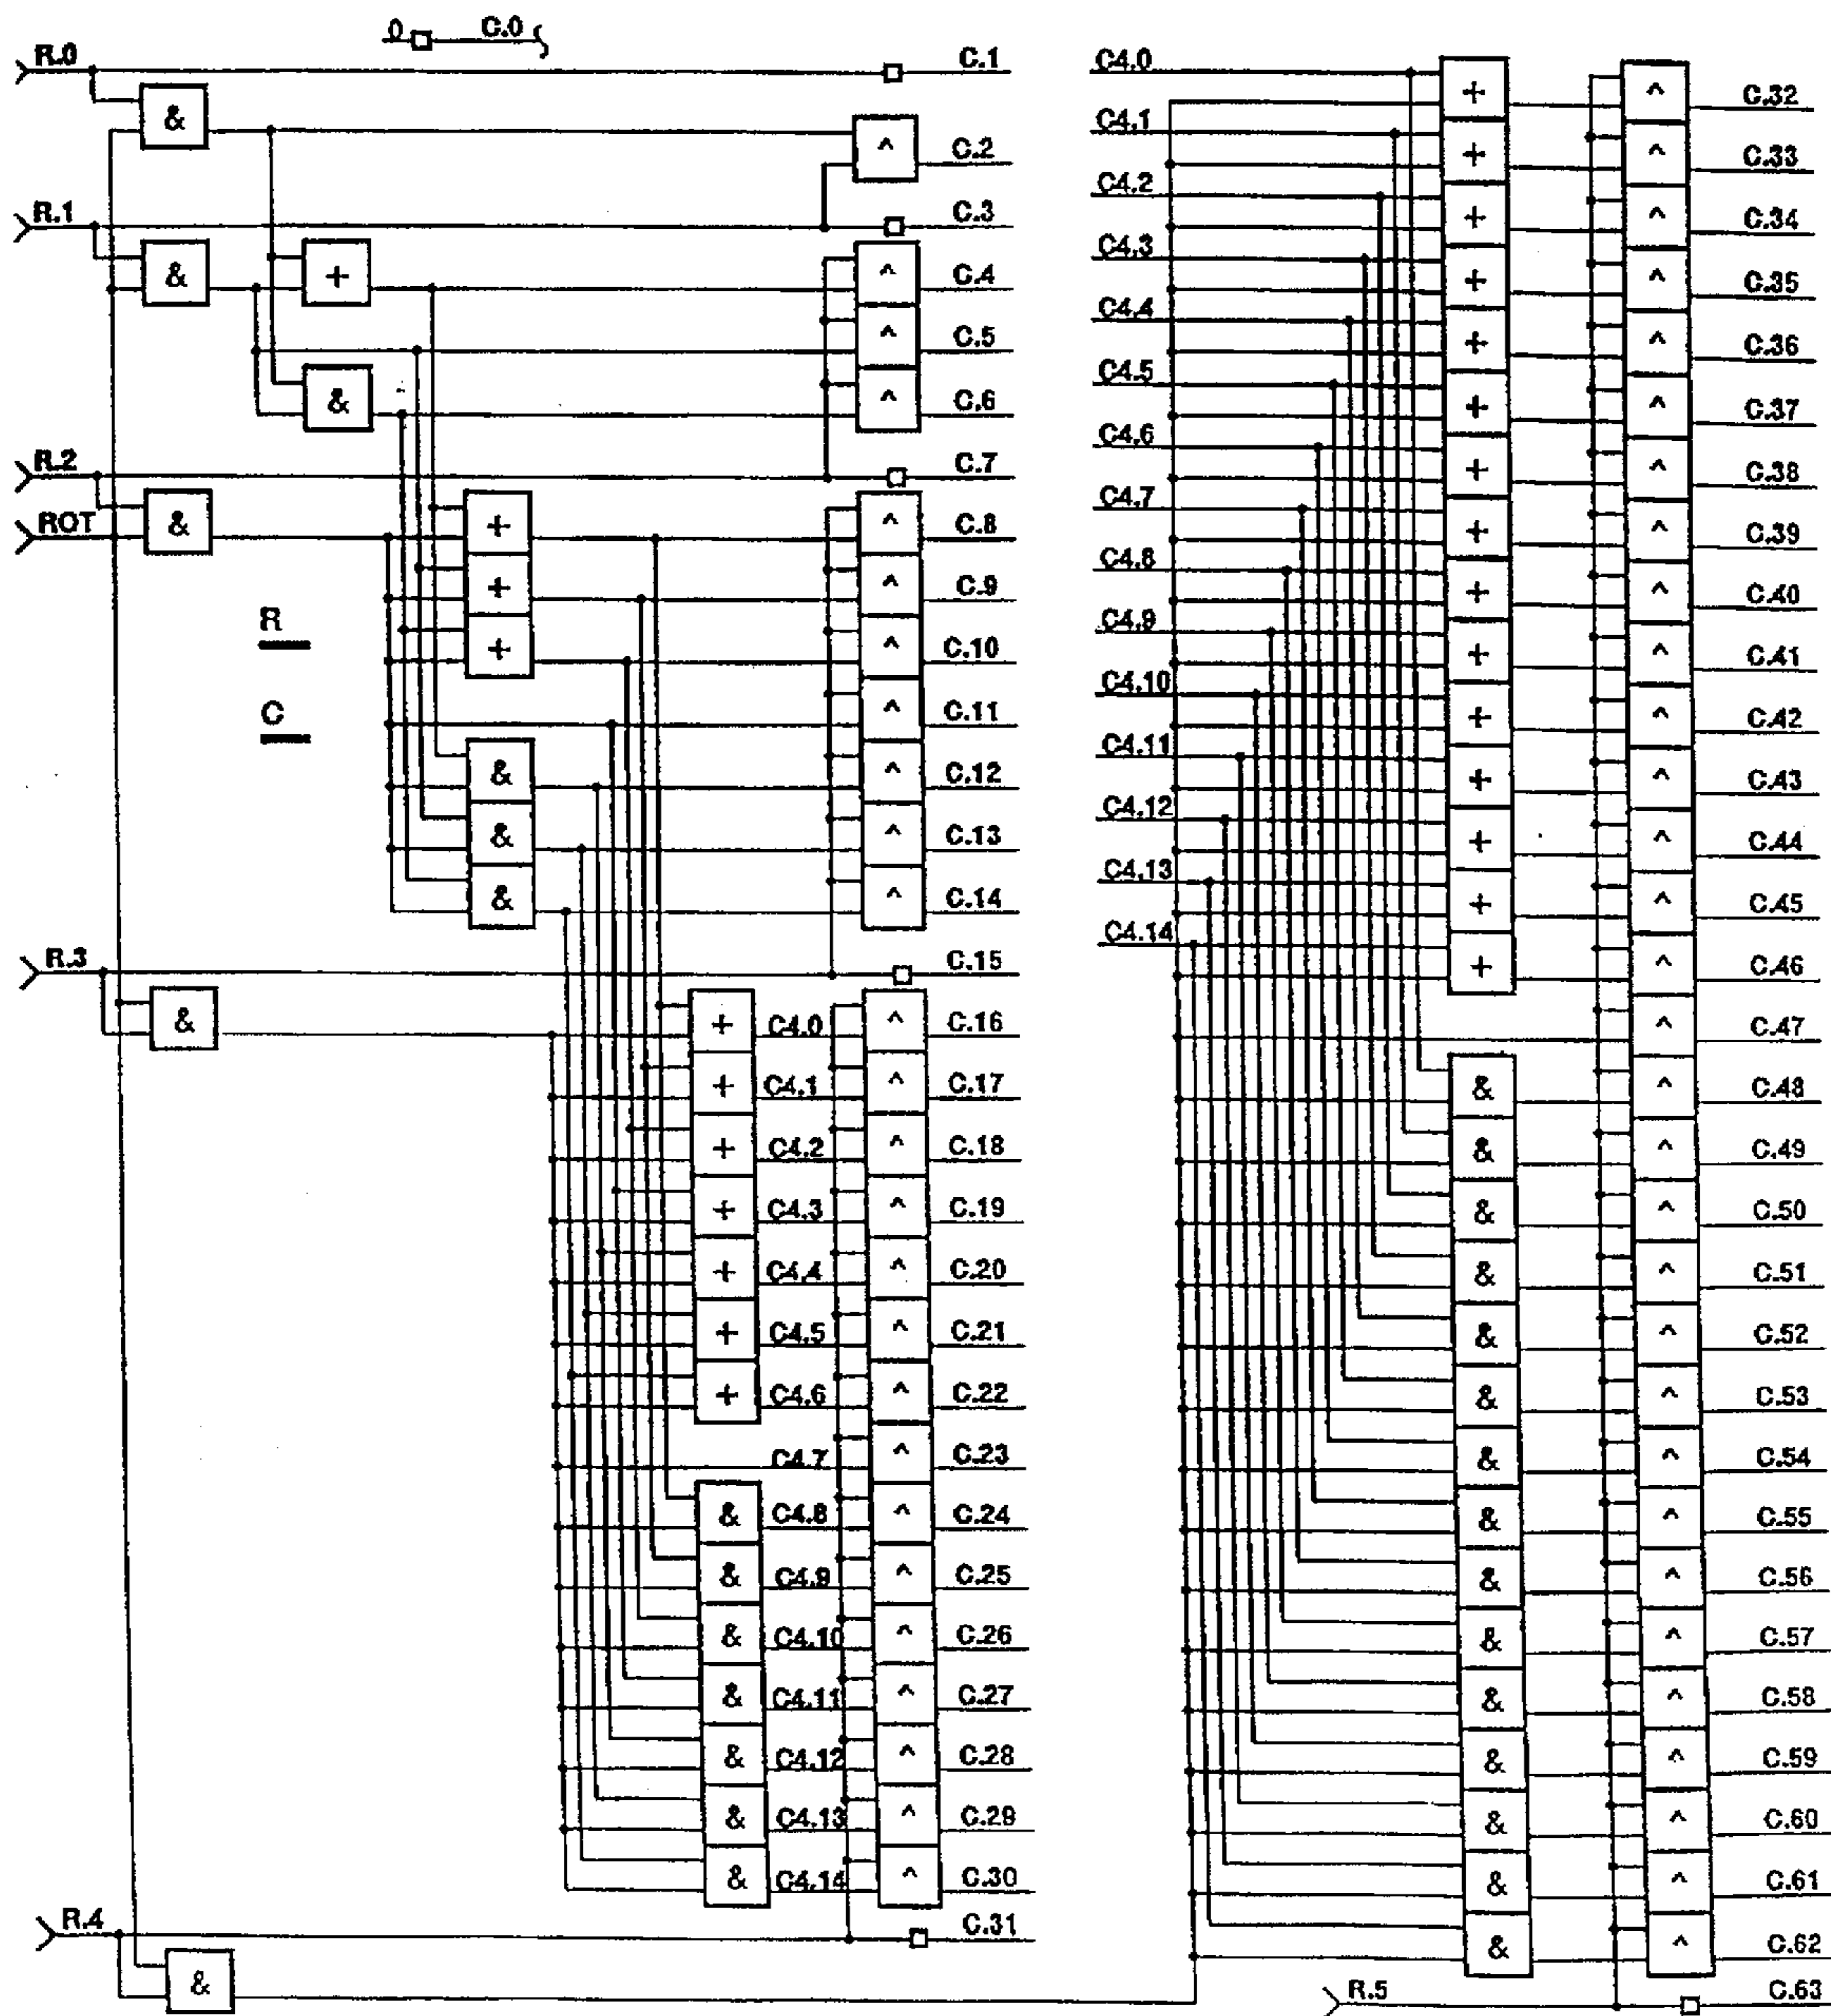 0 C.0
R.0 C.1
&
^ C.2
R.1 C.3
& + ^ C.4
^ C.5
& ^ C.6
R.2 C.7
ROT & + ^ C.8
+ ^ C.9
R + ^ C.10
C ^ C.11
& ^ C.12
& ^ C.13
& ^ C.14
R.3 C.15
& + C4.0 ^ C.16
+ C4.1 ^ C.17
+ C4.2 ^ C.18
+ C4.3 ^ C.19
+ C4.4 ^ C.20
+ C4.5 ^ C.21
+ C4.6 ^ C.22
C4.7 ^ C.23
& C4.8 ^ C.24
& C4.9 ^ C.25
& C4.10 ^ C.26
& C4.11 ^ C.27
& C4.12 ^ C.28
& C4.13 ^ C.29
& C4.14 ^ C.30
R.4 C.31
&
C4.0 + ^ C.32
C4.1 + ^ C.33
C4.2 + ^ C.34
C4.3 + ^ C.35
C4.4 + ^ C.36
C4.5 + ^ C.37
C4.6 + ^ C.38
C4.7 + ^ C.39
C4.8 + ^ C.40
C4.9 + ^ C.41
C4.10 + ^ C.42
C4.11 + ^ C.43
C4.12 + ^ C.44
C4.13 + ^ C.45
C4.14 + ^ C.46
^ C.47
& ^ C.48
& ^ C.49
& ^ C.50
& ^ C.51
& ^ C.52
& ^ C.53
& ^ C.54
& ^ C.55
& ^ C.56
& ^ C.57
& ^ C.58
& ^ C.59
& ^ C.60
& ^ C.61
& ^ C.62
R.5 C.63